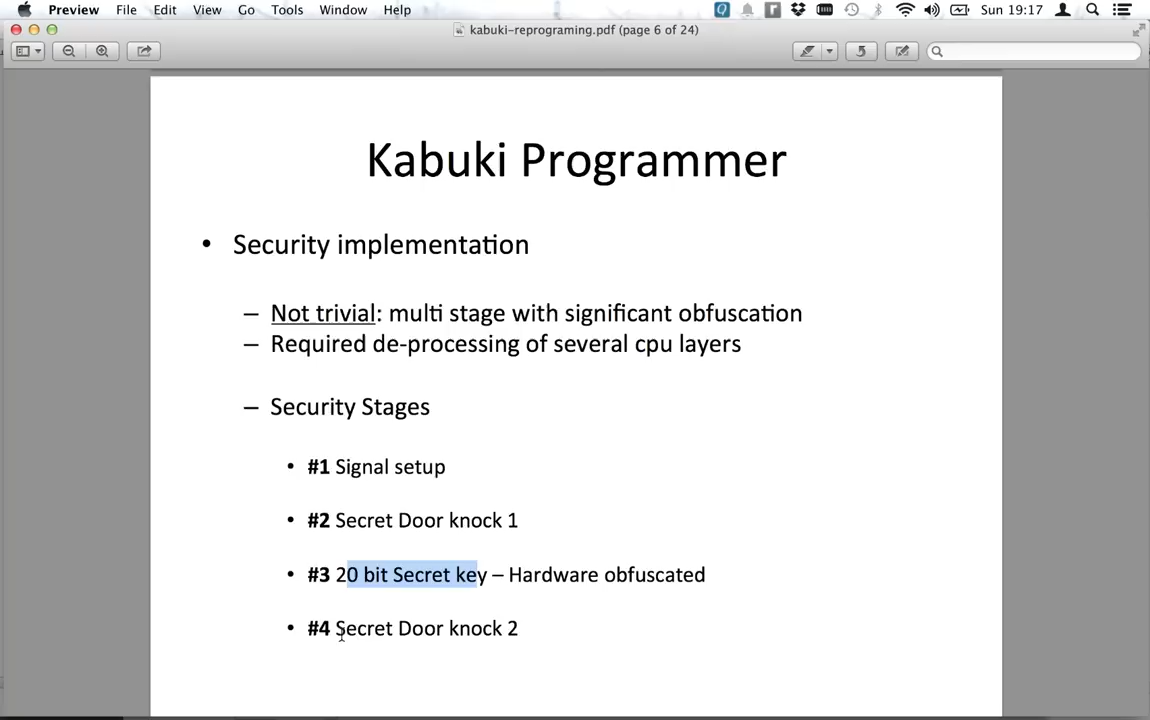 Preview File Edit View Go Tools Window Help Sun 19:17
kabuki-reprograming.pdf (page 6 of 24)
Kabuki Programmer
• Security implementation
– Not trivial: multi stage with significant obfuscation
– Required de-processing of several cpu layers
– Security Stages
• #1 Signal setup
• #2 Secret Door knock 1
• #3 20 bit Secret key – Hardware obfuscated
• #4 Secret Door knock 2